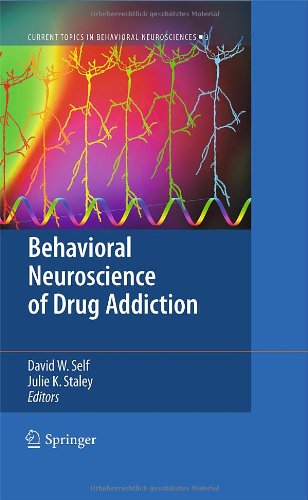 Urheberrechtlich geschütztes Material
CURRENT TOPICS IN BEHAVIORAL NEUROSCIENCES 3
Behavioral
Neuroscience
of Drug Addiction
David W. Self
Julie K. Staley
Editors
Springer
Urheberrechtlich geschütztes Material